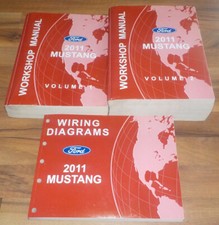 WORKSHOP MANUAL
Ford
2011
MUSTANG
VOLUME 1
WORKSHOP MANUAL
Ford
2011
MUSTANG
VOLUME 2
WIRING
DIAGRAMS
Ford
2011
MUSTANG